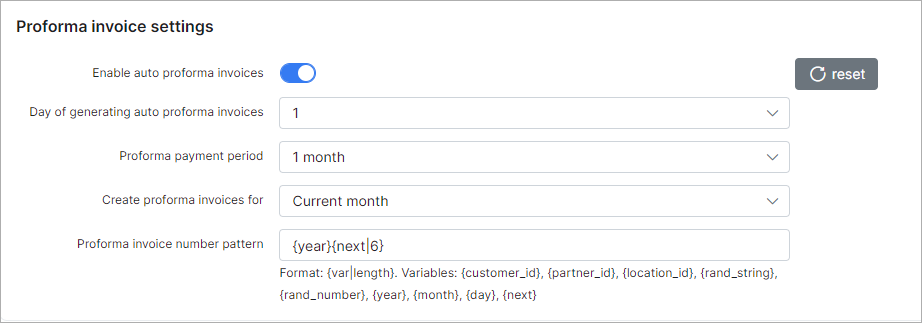 Proforma invoice settings
Enable auto proforma invoices
reset
Day of generating auto proforma invoices
1
Proforma payment period
1 month
Create proforma invoices for
Current month
Proforma invoice number pattern
{year}{next|6}
Format: {var|length}. Variables: {customer_id}, {partner_id}, {location_id}, {rand_string},
{rand_number}, {year}, {month}, {day}, {next}